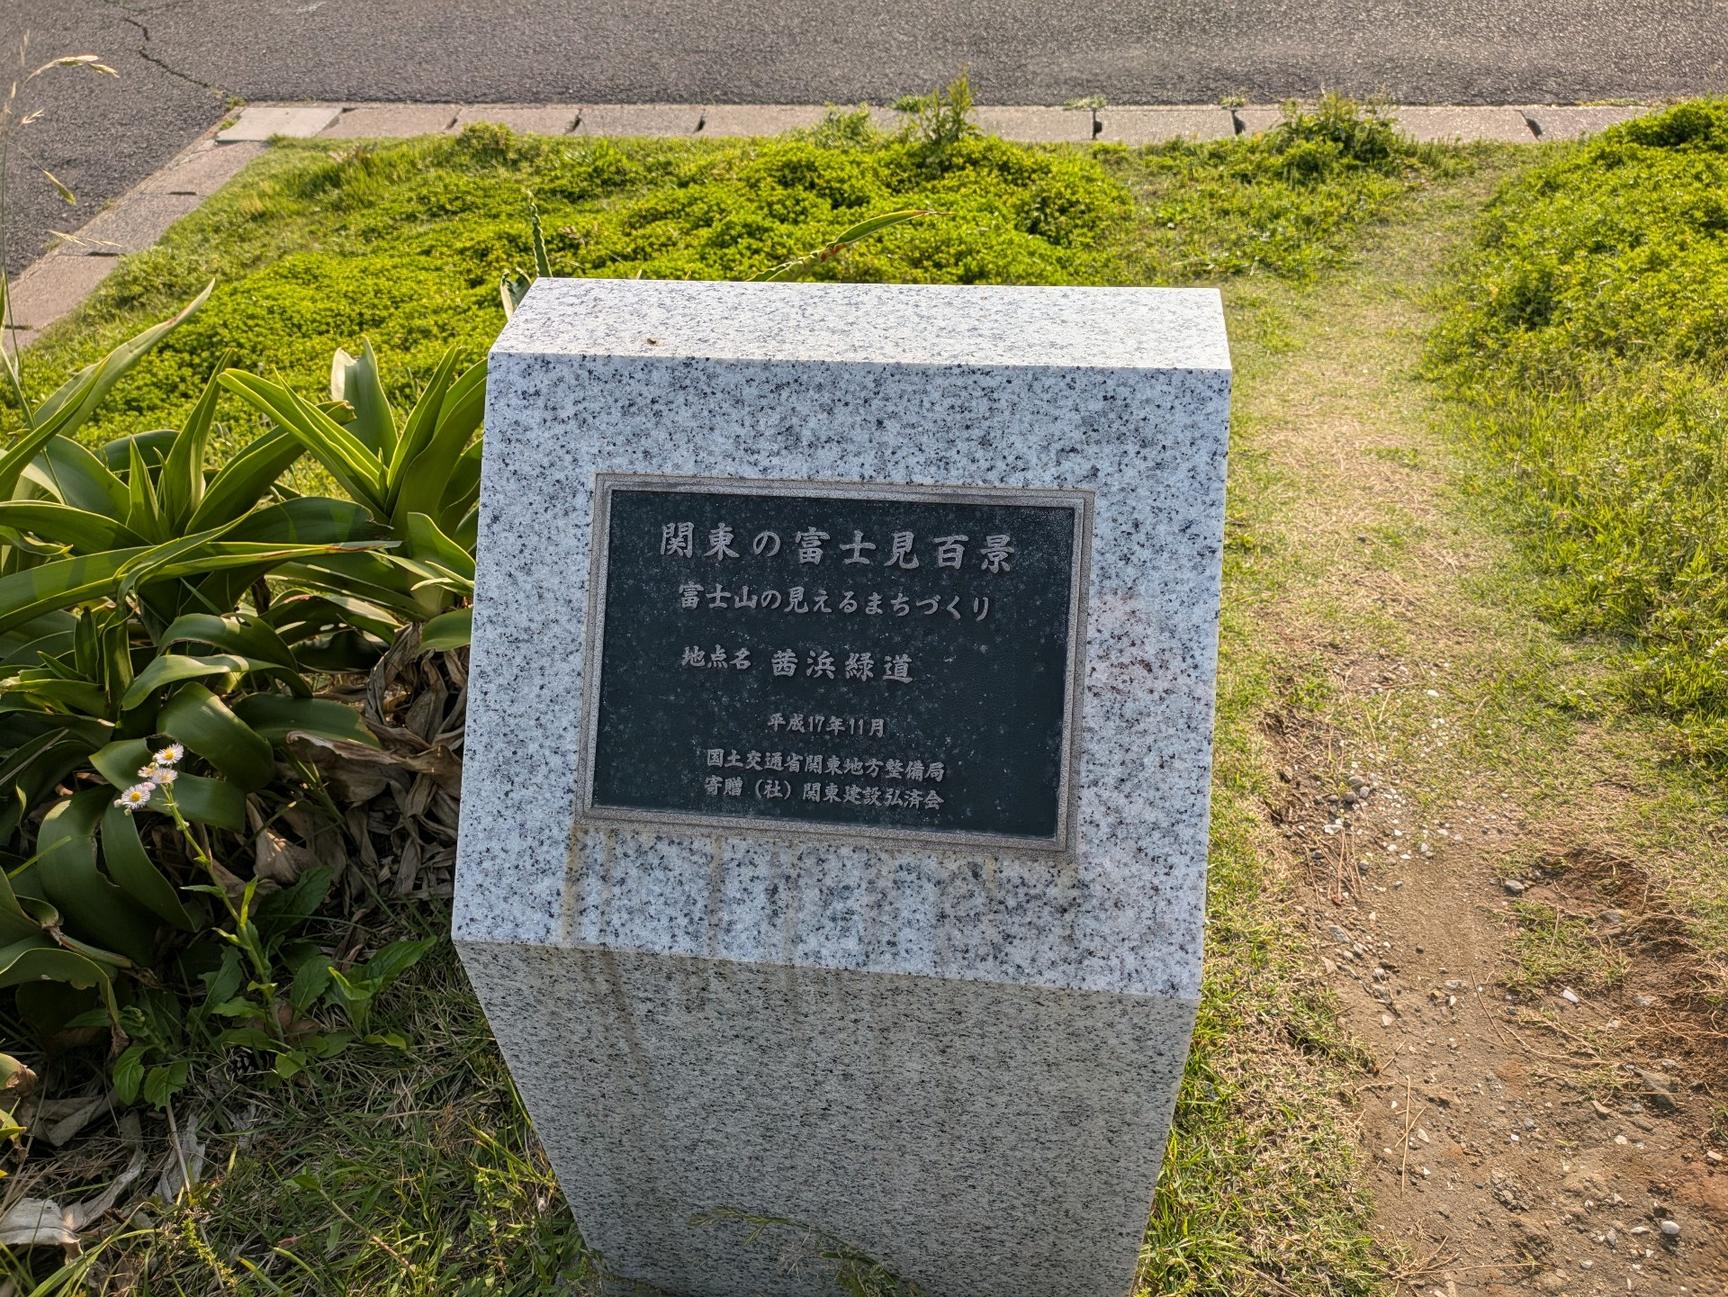 関東の富士見百景
富士山の見えるまちづくり
地点名 茜浜緑道
平成17年11月
国土交通省関東地方整備局
寄贈（社）関東建設弘済会